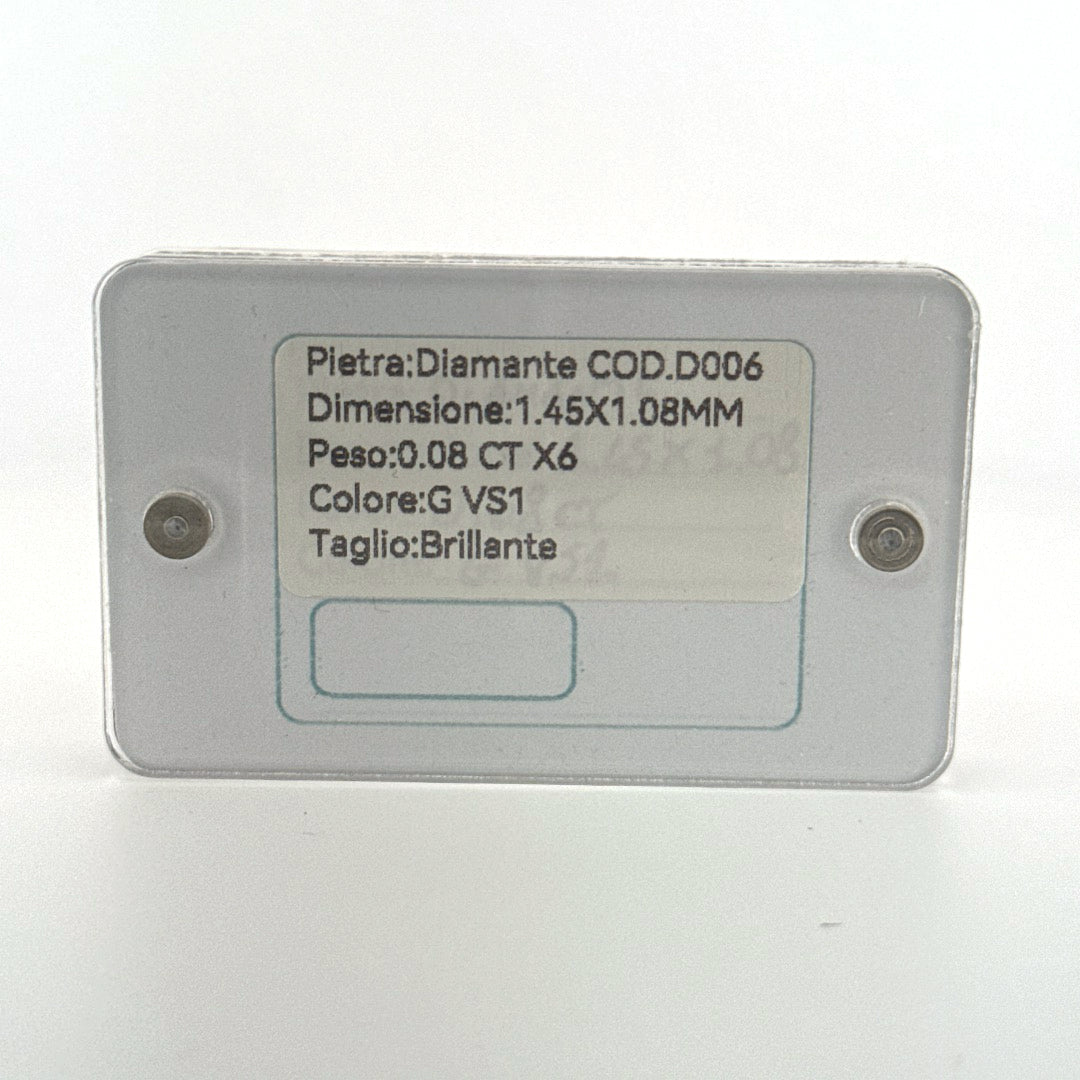 Pietra:Diamante COD.D006
Dimensione:1.45X1.08MM
Peso:0.08 CT X6
Colore:G VS1
Taglio:Brillante